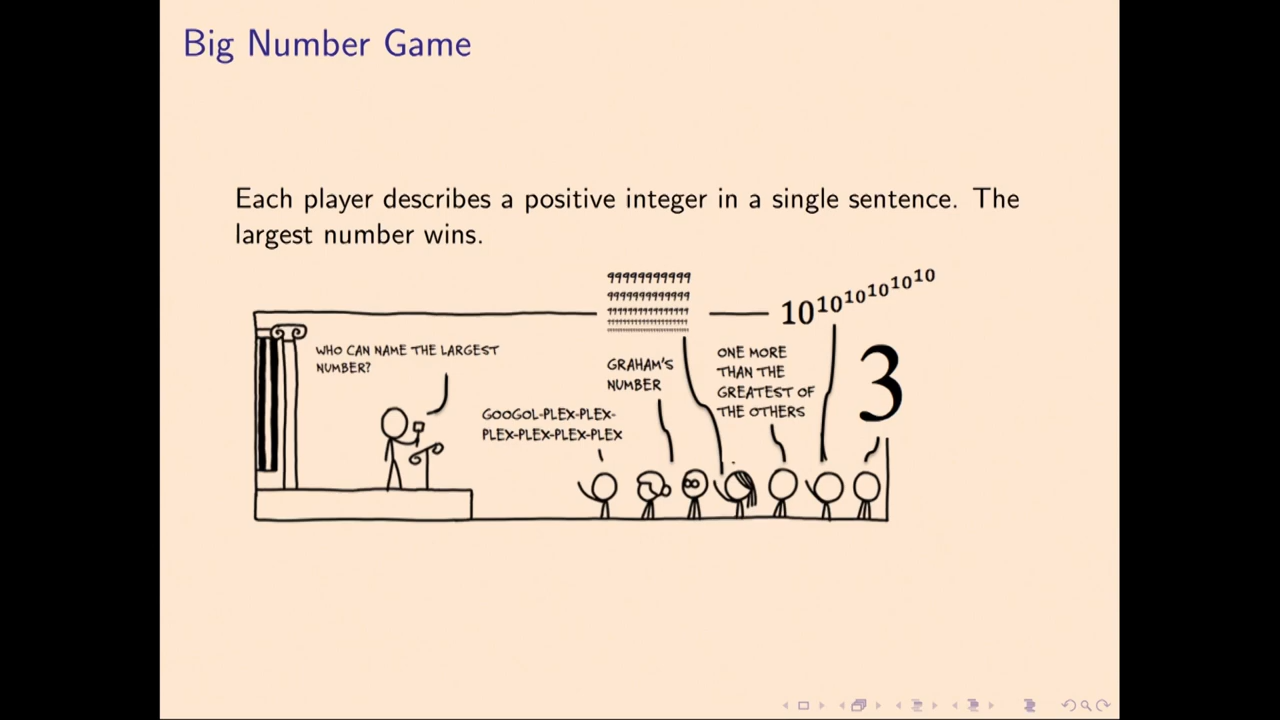 Big Number Game
Each player describes a positive integer in a single sentence. The
largest number wins.
WHO CAN NAME THE LARGEST
NUMBER?
GOOGOL-PLEX-PLEX-
PLEX-PLEX-PLEX-PLEX
GRAHAM'S
NUMBER
99999999999
999999999999
ONE MORE
THAN THE
GREATEST OF
THE OTHERS
10^10^10^10^10^10
3